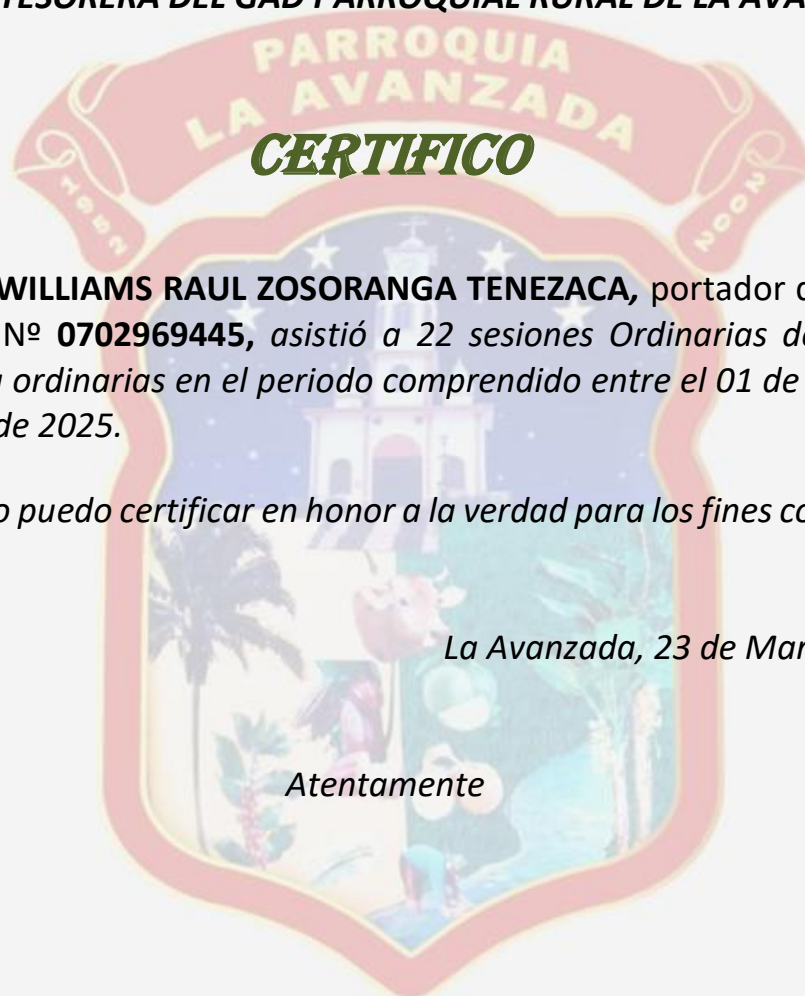 TESORERA DEL GAD PARROQUIAL RURAL DE LA AVA
PARROQUIA
LA AVANZADA
1952
2002
CERTIFICO
WILLIAMS RAUL ZOSORANGA TENEZACA, portador
Nº 0702969445, asistió a 22 sesiones Ordinarias
ordinarias en el periodo comprendido entre el 01 de
de 2025.
puedo certificar en honor a la verdad para los fines
La Avanzada, 23 de Mar
Atentamente